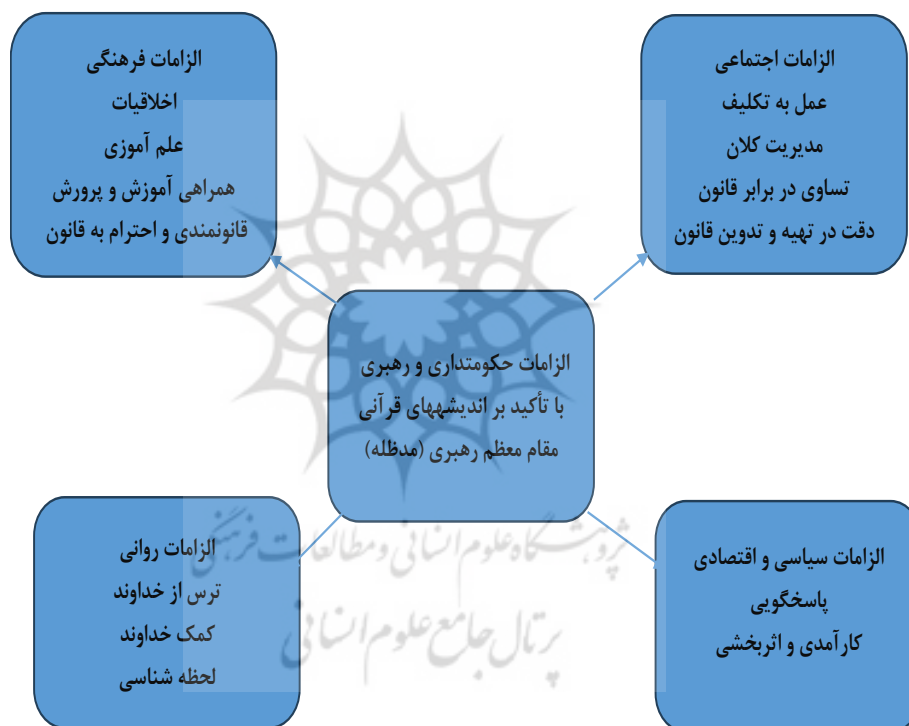 الزامات اجتماعی
عمل به تکلیف
مدیریت کلان
تساوی در برابر قانون
دقت در تهیه و تدوین قانون
الزامات فرهنگی
اخلاقیات
علم آموزی
همراهی آموزش و پرورش
قانونمندی و احترام به قانون
الزامات حکومتداری و رهبری
با تأکید بر اندیشههای قرآنی
مقام معظم رهبری (مدظله)
الزامات سیاسی و اقتصادی
پاسخگویی
کارآمدی و اثربخشی
الزامات روانی
ترس از خداوند
کمک خداوند
لحظه شناسی
پژوهشگاه علوم انسانی و مطالعات فرهنگی
پرتال جامع علوم انسانی